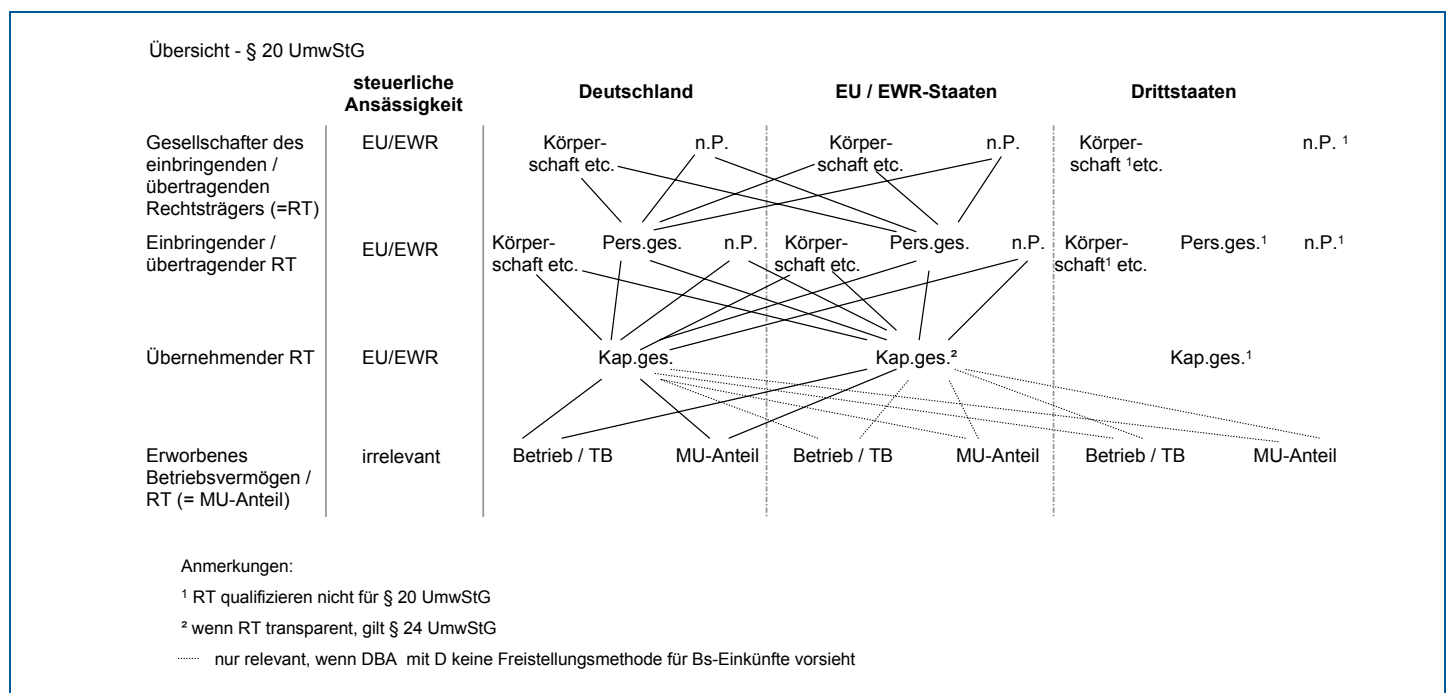 Übersicht - § 20 UmwStG
steuerliche
Ansässigkeit
Deutschland
EU / EWR-Staaten
Drittstaaten
Gesellschafter des
einbringenden /
übertragenden
Rechtsträgers (=RT)
EU/EWR
Körper-
schaft etc.
n.P.
Körper-
schaft etc.
n.P.
Körper-
schaft ¹etc.
n.P. ¹
Einbringender /
übertragender RT
EU/EWR
Körper-
schaft etc.
Pers.ges.
n.P.
Körper-
schaft etc.
Pers.ges.
n.P.
Körper-
schaft¹ etc.
Pers.ges.¹
n.P.¹
Übernehmender RT
EU/EWR
Kap.ges.
Kap.ges.²
Kap.ges.¹
Erworbenes
Betriebsvermögen /
RT (= MU-Anteil)
irrelevant
Betrieb / TB
MU-Anteil
Betrieb / TB
MU-Anteil
Betrieb / TB
MU-Anteil
Anmerkungen:
¹ RT qualifizieren nicht für § 20 UmwStG
² wenn RT transparent, gilt § 24 UmwStG
nur relevant, wenn DBA mit D keine Freistellungsmethode für Bs-Einkünfte vorsieht